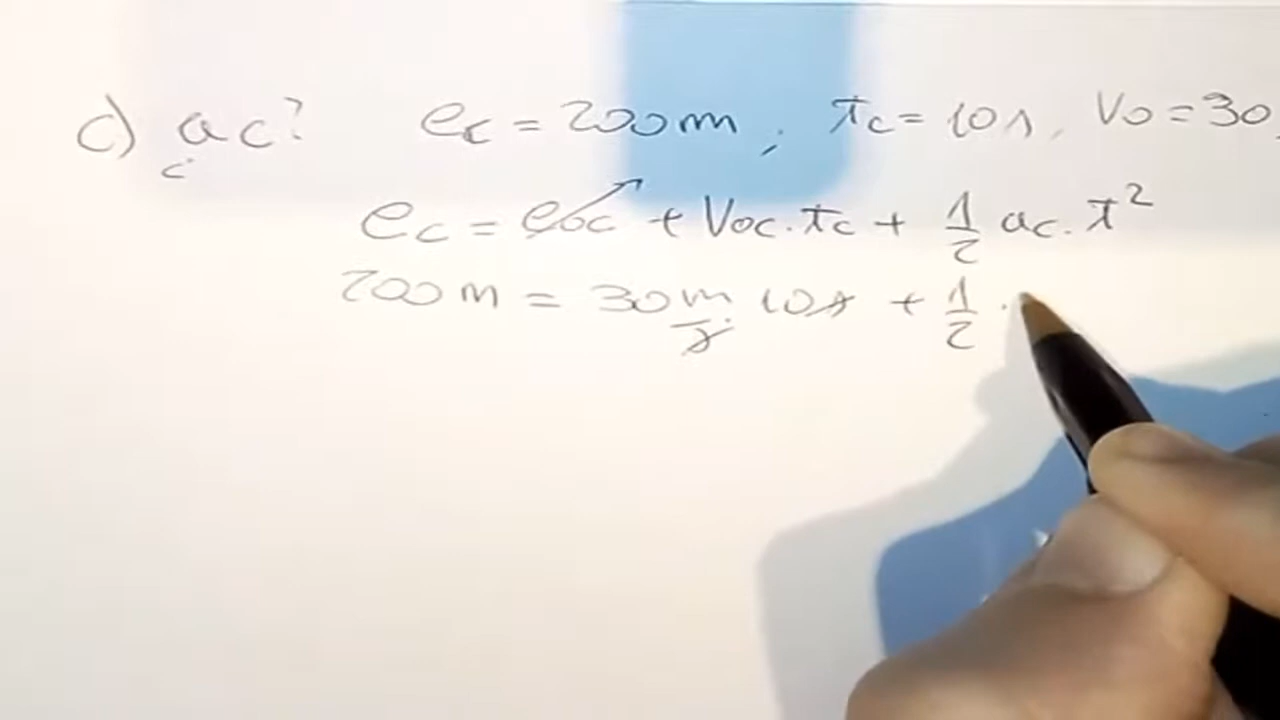 c) ac? ec = 200m ; tc = 10s, Vo = 30
c
ec = eoc + Voc.tc + 1/2 ac.t²
200 m = 30 m/s. 10s + 1/2 .